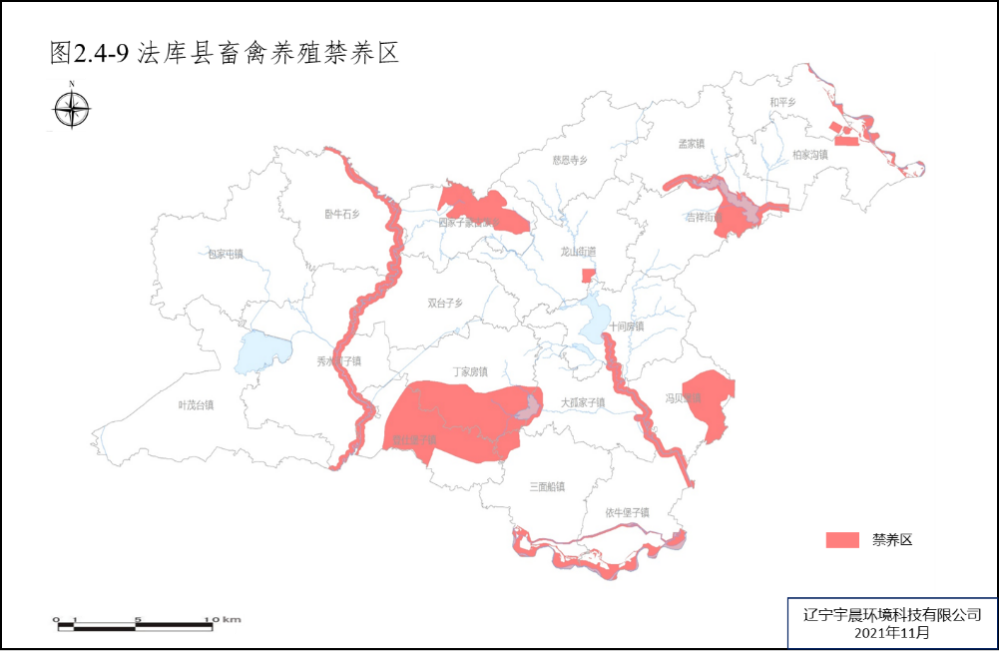 图2.4-9 法库县畜禽养殖禁养区
N
和平乡
孟家镇
柏家沟镇
慈恩寺乡
卧牛石乡
吉祥街道
四家子蒙古族乡
龙山街道
包家屯镇
双台子乡
十间房镇
秀水河子镇
丁家房镇
叶茂台镇
大孤家子镇
冯贝堡镇
三面船镇
依牛堡子镇
禁养区
0 1 5 10 km
辽宁宇晨环境科技有限公司
2021年11月